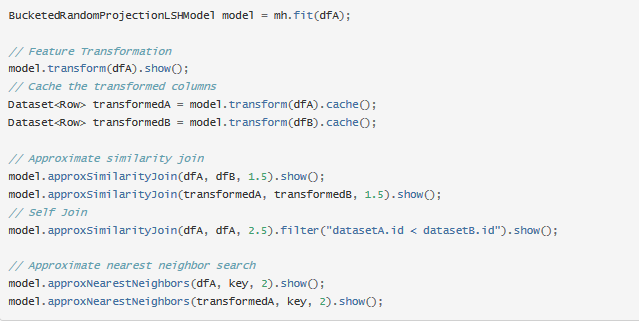 BucketedRandomProjectionLSHModel model = mh.fit(dfA);
// Feature Transformation
model.transform(dfA).show();
// Cache the transformed columns
Dataset<Row> transformedA = model.transform(dfA).cache();
Dataset<Row> transformedB = model.transform(dfB).cache();
// Approximate similarity join
model.approxSimilarityJoin(dfA, dfB, 1.5).show();
model.approxSimilarityJoin(transformedA, transformedB, 1.5).show();
// Self Join
model.approxSimilarityJoin(dfA, dfA, 2.5).filter("datasetA.id < datasetB.id").show();
// Approximate nearest neighbor search
model.approxNearestNeighbors(dfA, key, 2).show();
model.approxNearestNeighbors(transformedA, key, 2).show();